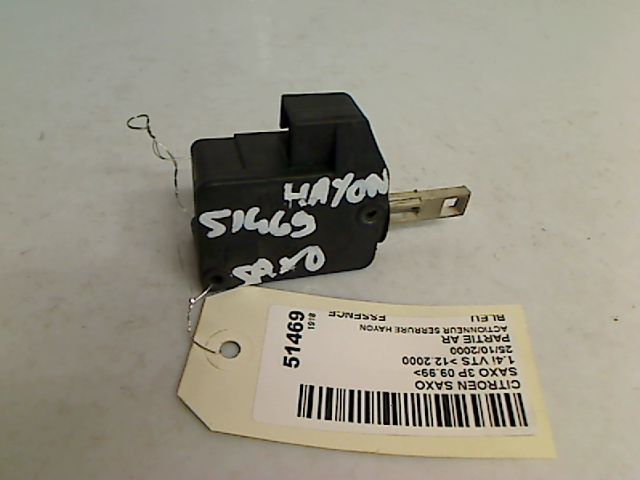 HAYON
51469
SAXO
CITROEN SAXO
SAXO 3P 09.99>
1.4i VTS >12.2000
25/10/2000
PARTIE AR
ACTIONNEUR SERRURE HAYON
BLEU ESSENCE
51469
1918